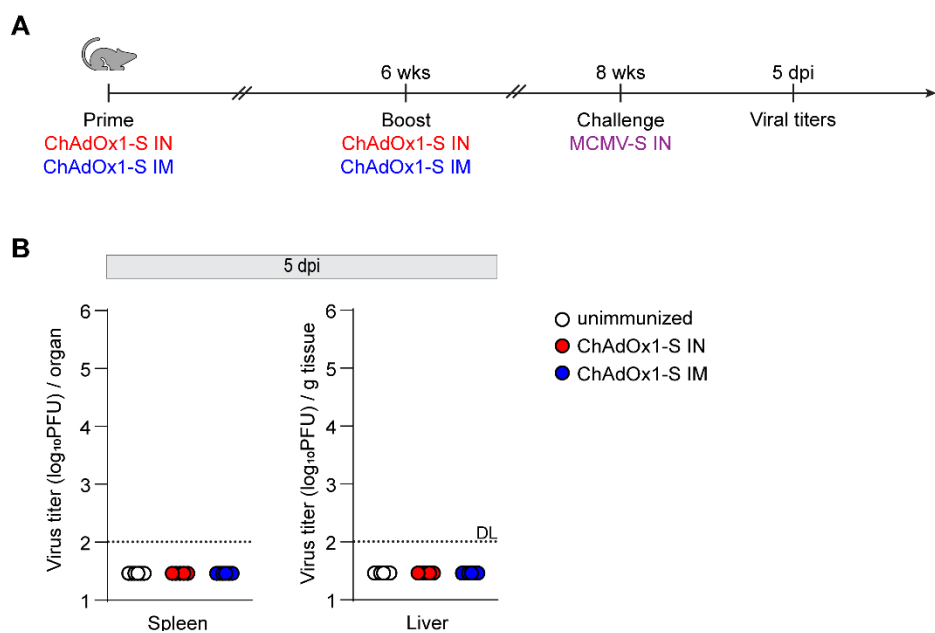 A
6 wks
8 wks
5 dpi
Prime
Boost
Challenge
Viral titers
ChAdOx1-S IN
ChAdOx1-S IN
MCMV-S IN
ChAdOx1-S IM
ChAdOx1-S IM
B
5 dpi
Virus titer (log₁₀PFU) / organ
6
5
4
3
2
1
Spleen
Virus titer (log₁₀PFU) / g tissue
6
5
4
3
2
1
DL
Liver
unimmunized
ChAdOx1-S IN
ChAdOx1-S IM